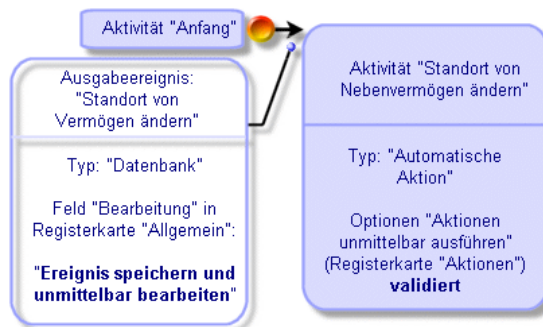 Aktivität "Anfang"
Ausgabeereignis:
"Standort von
Vermögen ändern"
Typ: "Datenbank"
Feld "Bearbeitung" in
Registerkarte "Allgemein":
"Ereignis speichern und
unmittelbar bearbeiten"
Aktivität "Standort von
Nebenvermögen ändern"
Typ: "Automatische
Aktion"
Optionen "Aktionen
unmittelbar ausführen"
(Registerkarte "Aktionen")
validiert